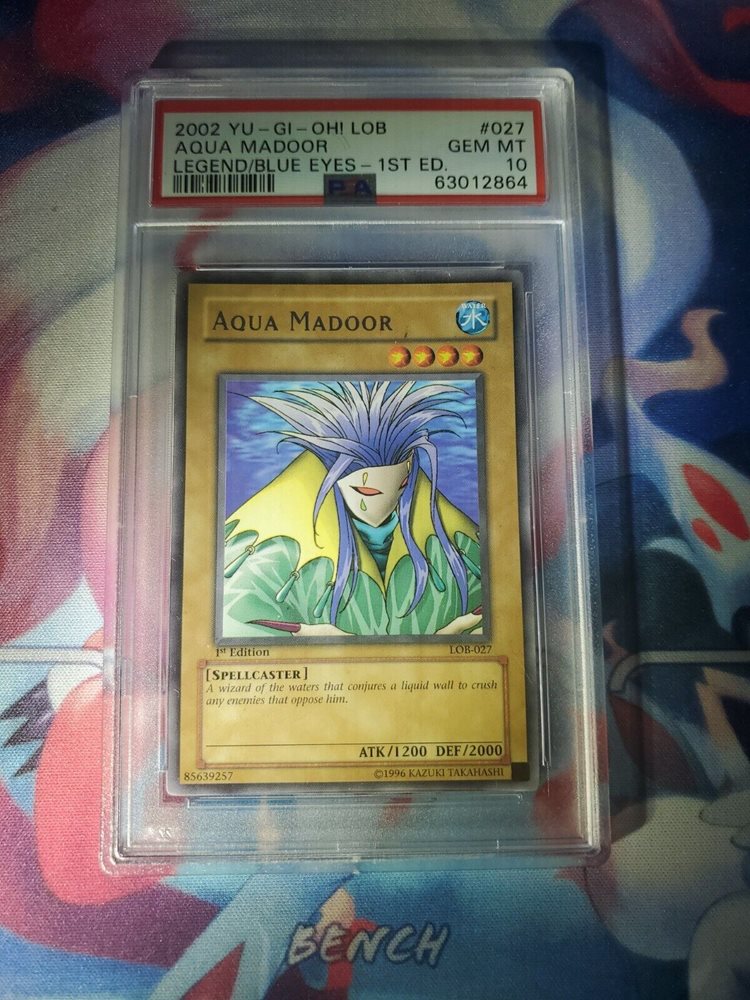 2002 YU-GI-OH! LOB #027
AQUA MADOOR GEM MT
LEGEND/BLUE EYES-1ST ED. 10
PSA 63012864
AQUA MADOOR
WATER
水
1st Edition LOB-027
[SPELLCASTER]
A wizard of the waters that conjures a liquid wall to crush
any enemies that oppose him.
ATK/1200 DEF/2000
85639257 ©1996 KAZUKI TAKAHASHI
BENCH